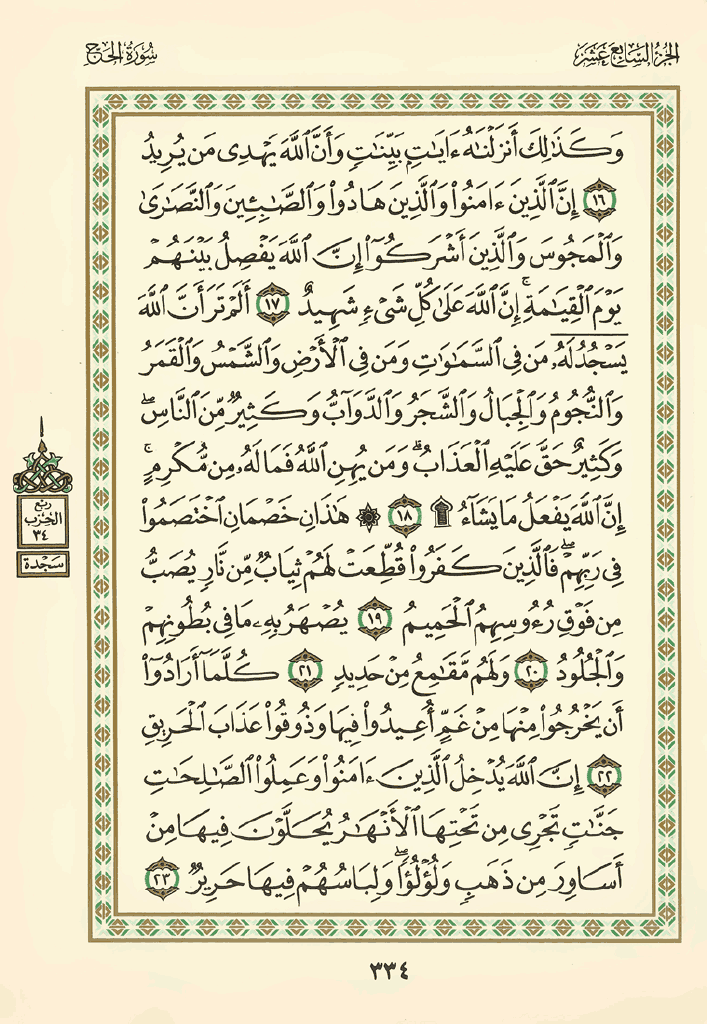 الجزء السابع عشر
سورة الحج
وَكَذَٰلِكَ أَنزَلْنَٰهُ ءَايَٰتٍۭ بَيِّنَٰتٍ وَأَنَّ ٱللَّهَ يَهْدِى مَن يُرِيدُ
١٦ إِنَّ ٱلَّذِينَ ءَامَنُوا۟ وَٱلَّذِينَ هَادُوا۟ وَٱلصَّٰبِـِٔينَ وَٱلنَّصَٰرَىٰ
وَٱلْمَجُوسَ وَٱلَّذِينَ أَشْرَكُوٓا۟ إِنَّ ٱللَّهَ يَفْصِلُ بَيْنَهُمْ
يَوْمَ ٱلْقِيَٰمَةِ ۚ إِنَّ ٱللَّهَ عَلَىٰ كُلِّ شَىْءٍ شَهِيدٌ ١٧ أَلَمْ تَرَ أَنَّ ٱللَّهَ
يَسْجُدُ لَهُۥ مَن فِى ٱلسَّمَٰوَٰتِ وَمَن فِى ٱلْأَرْضِ وَٱلشَّمْسُ وَٱلْقَمَرُ
وَٱلنُّجُومُ وَٱلْجِبَالُ وَٱلشَّجَرُ وَٱلدَّوَآبُّ وَكَثِيرٌ مِّنَ ٱلنَّاسِ ۖ
وَكَثِيرٌ حَقَّ عَلَيْهِ ٱلْعَذَابُ ۗ وَمَن يُهِنِ ٱللَّهُ فَمَا لَهُۥ مِن مُّكْرِمٍ ۚ
إِنَّ ٱللَّهَ يَفْعَلُ مَا يَشَآءُ ۩ ١٨ ۞ هَٰذَانِ خَصْمَانِ ٱخْتَصَمُوا۟
فِى رَبِّهِمْ ۖ فَٱلَّذِينَ كَفَرُوا۟ قُطِّعَتْ لَهُمْ ثِيَابٌ مِّن نَّارٍ يُصَبُّ
مِن فَوْقِ رُءُوسِهِمُ ٱلْحَمِيمُ ١٩ يُصْهَرُ بِهِۦ مَا فِى بُطُونِهِمْ
وَٱلْجُلُودُ ٢٠ وَلَهُم مَّقَٰمِعُ مِنْ حَدِيدٍ ٢١ كُلَّمَآ أَرَادُوٓا۟
أَن يَخْرُجُوا۟ مِنْهَا مِنْ غَمٍّ أُعِيدُوا۟ فِيهَا وَذُوقُوا۟ عَذَابَ ٱلْحَرِيقِ
٢٢ إِنَّ ٱللَّهَ يُدْخِلُ ٱلَّذِينَ ءَامَنُوا۟ وَعَمِلُوا۟ ٱلصَّٰلِحَٰتِ
جَنَّٰتٍ تَجْرِى مِن تَحْتِهَا ٱلْأَنْهَٰرُ يُحَلَّوْنَ فِيهَا مِنْ
أَسَاوِرَ مِن ذَهَبٍ وَلُؤْلُؤًا ۖ وَلِبَاسُهُمْ فِيهَا حَرِيرٌ ٢٣
ربع
الحزب
٣٤
سجدة
٣٣٤